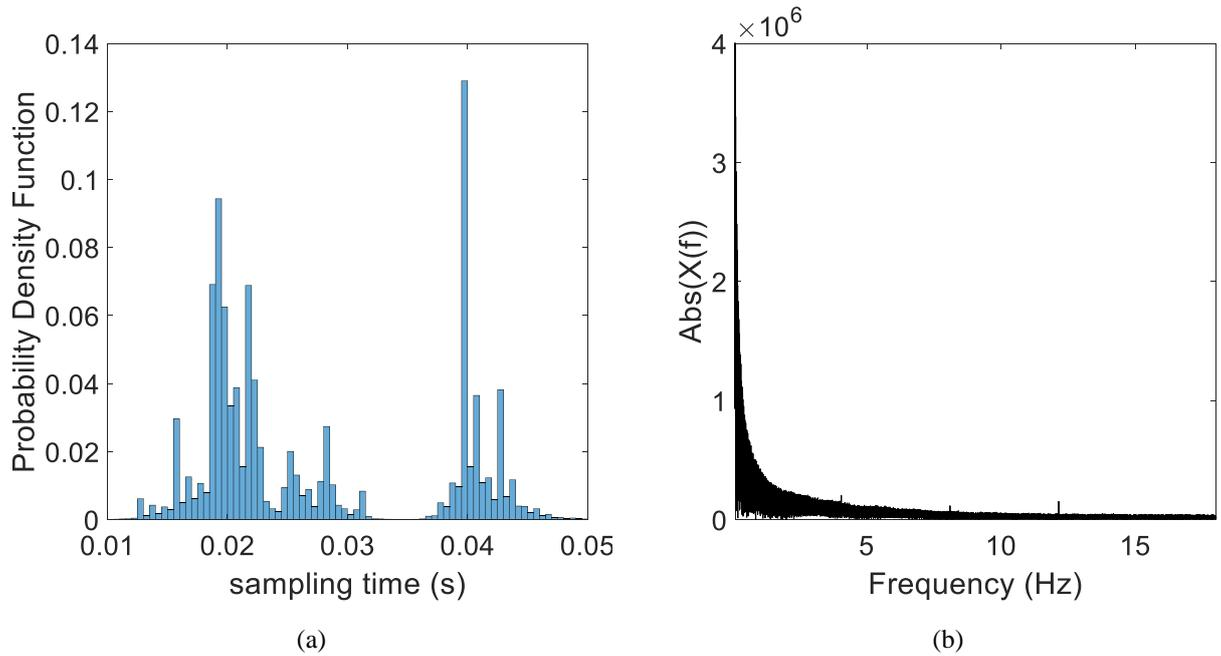 0.14
0.12
0.1
0.08
0.06
0.04
0.02
0
Probability Density Function
0.01 0.02 0.03 0.04 0.05
sampling time (s)
(a)
×10⁶
4
3
2
1
0
Abs(X(f))
5 10 15
Frequency (Hz)
(b)